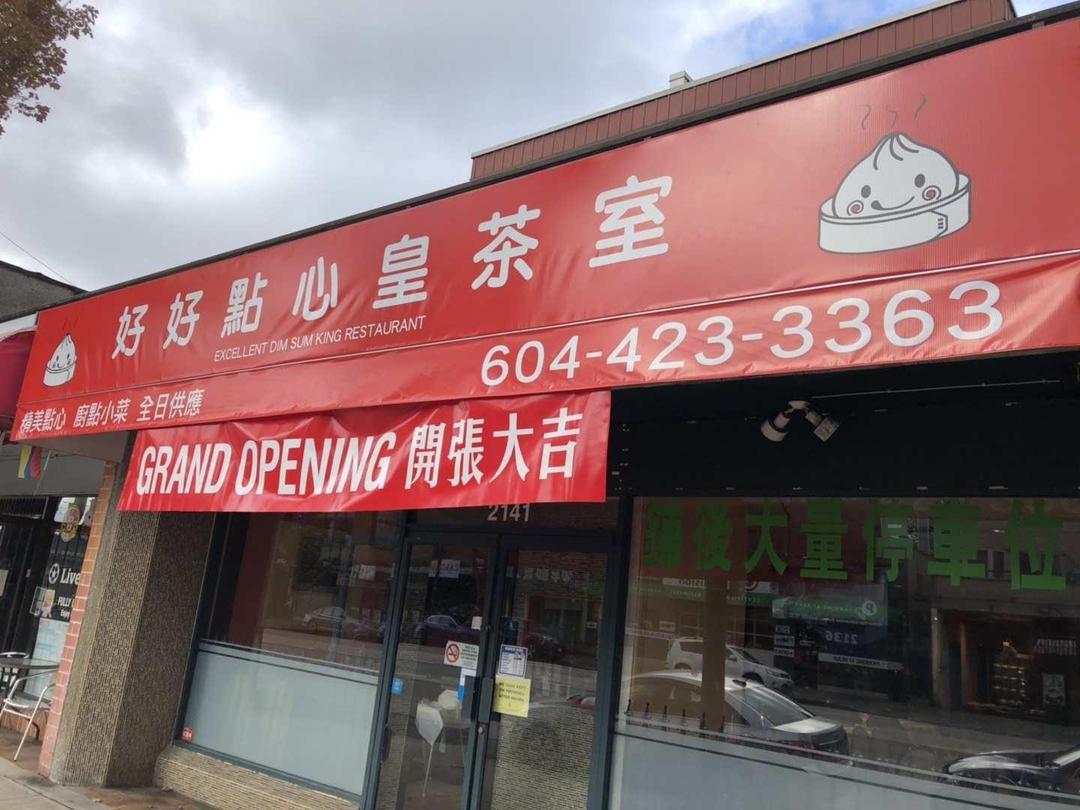 好好點心皇茶室
EXCELLENT DIM SUM KING RESTAURANT
604-423-3363
精美點心 廚點小菜 全日供應
GRAND OPENING 開張大吉
2141
舖後大量停車位
2136
Live